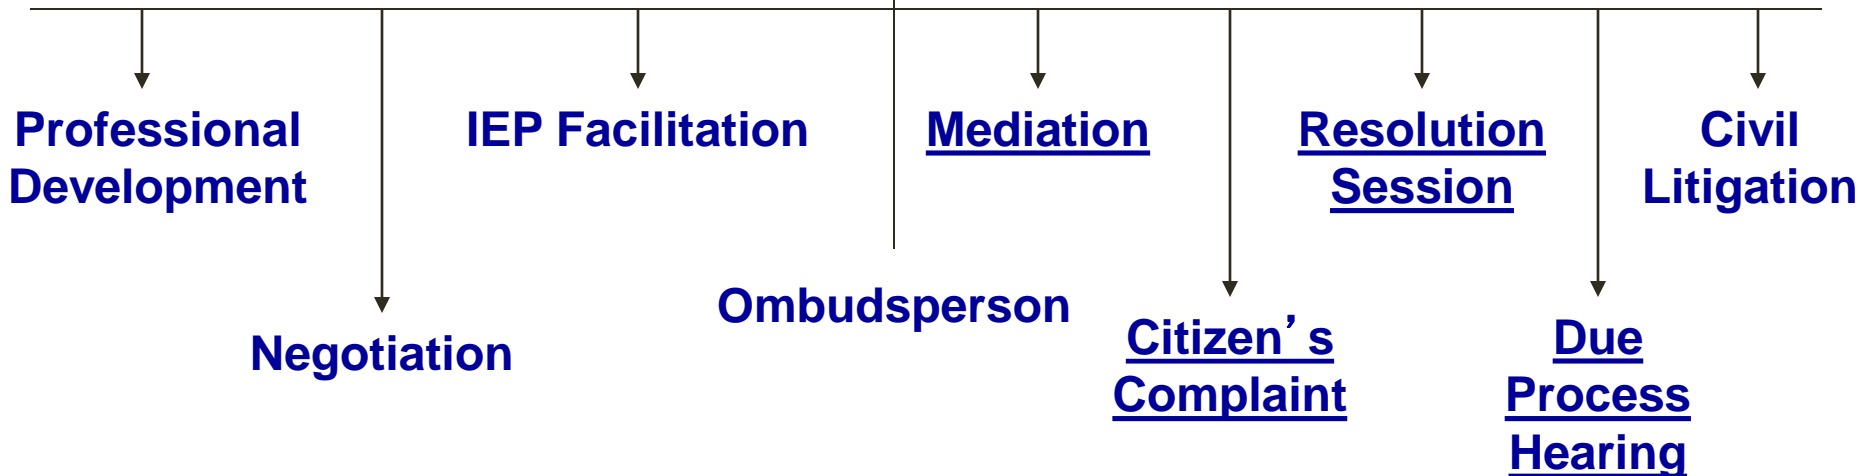 Professional
Development
Negotiation
IEP Facilitation
Ombudsperson
Mediation
Citizen’s
Complaint
Resolution
Session
Due
Process
Hearing
Civil
Litigation